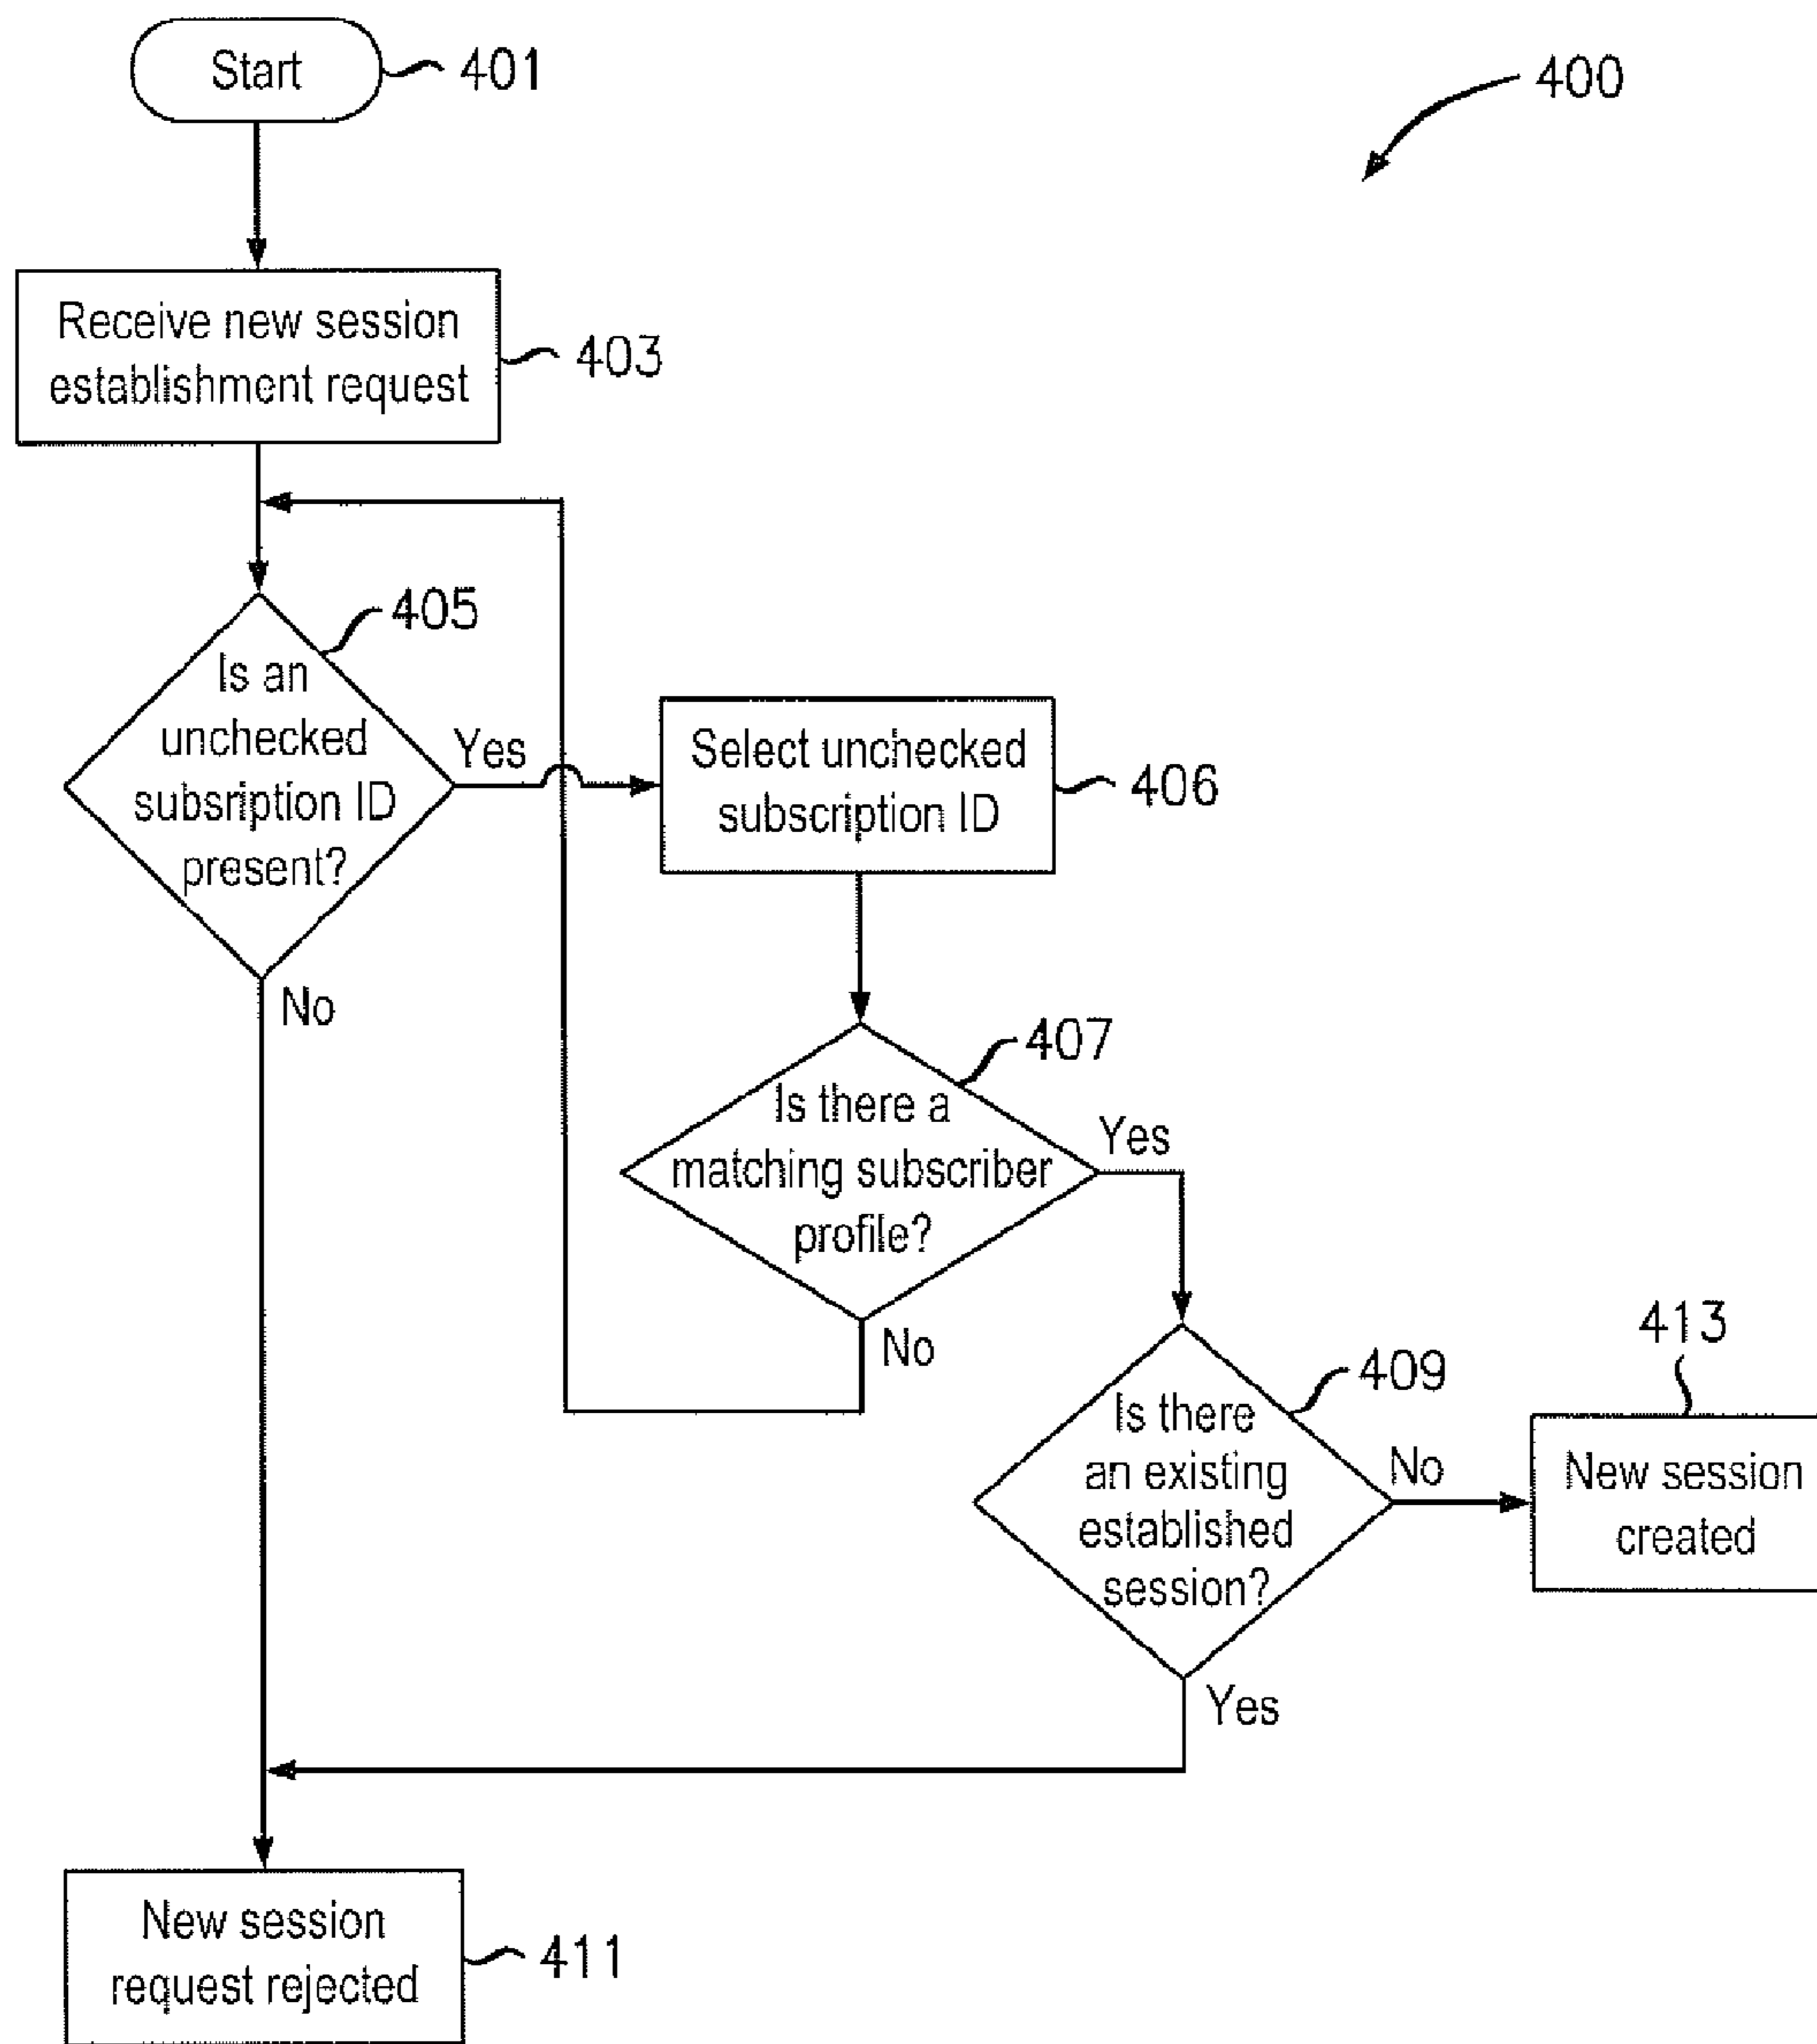 Start
401
400
Receive new session
establishment request
403
405
Is an
unchecked
subsription ID
present?
Yes
No
Select unchecked
subscription ID
406
407
Is there a
matching subscriber
profile?
Yes
No
409
Is there
an existing
established
session?
No
Yes
413
New session
created
New session
request rejected
411